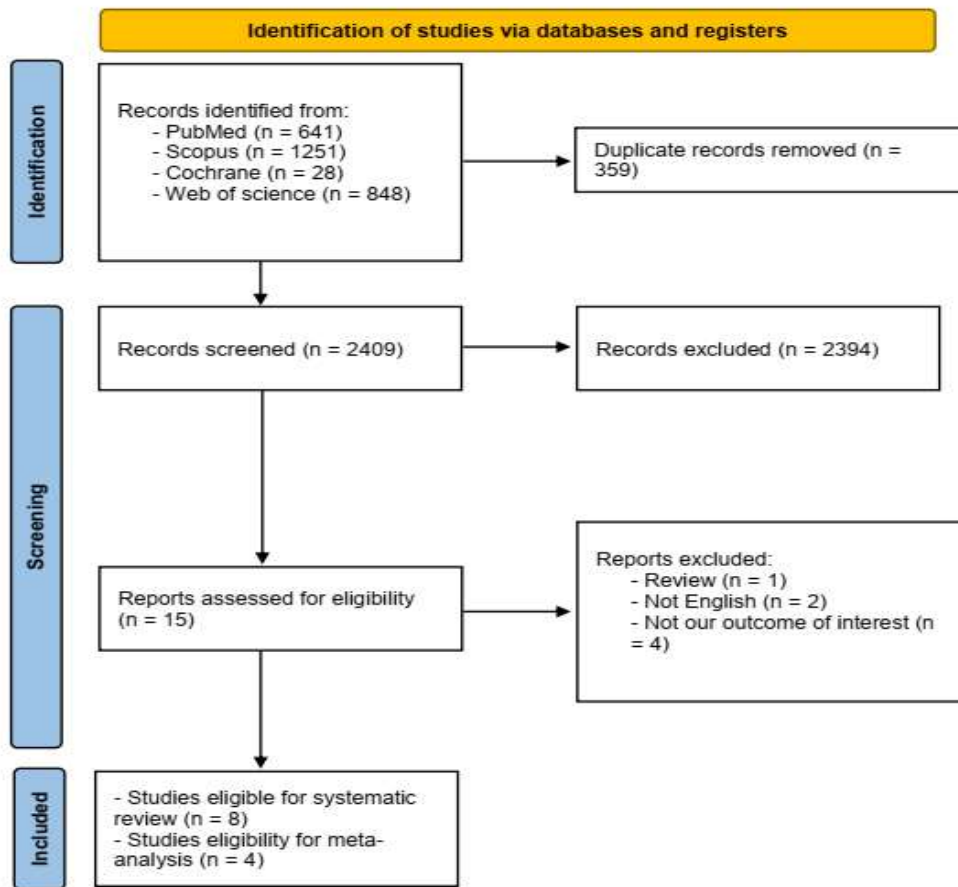 Identification of studies via databases and registers
Identification
Records identified from:
- PubMed (n = 641)
- Scopus (n = 1251)
- Cochrane (n = 28)
- Web of science (n = 848)
Duplicate records removed (n =
359)
Screening
Records screened (n = 2409)
Records excluded (n = 2394)
Reports assessed for eligibility
(n = 15)
Reports excluded:
- Review (n = 1)
- Not English (n = 2)
- Not our outcome of interest (n
= 4)
Included
- Studies eligible for systematic
review (n = 8)
- Studies eligibility for meta-
analysis (n = 4)